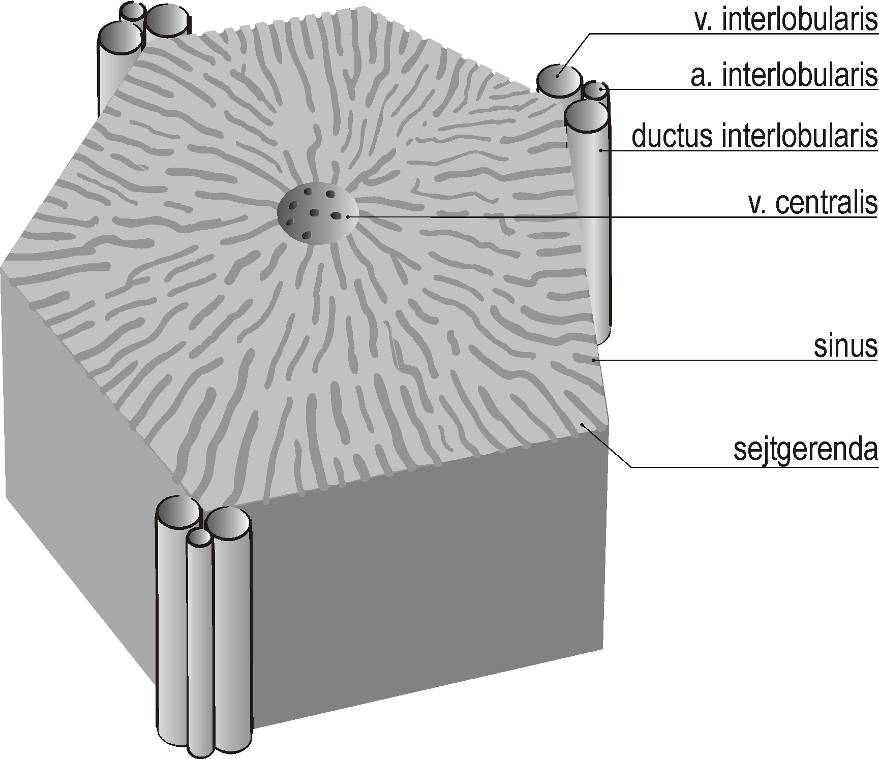 v. interlobularis
a. interlobularis
ductus interlobularis
v. centralis
sinus
sejtgerenda